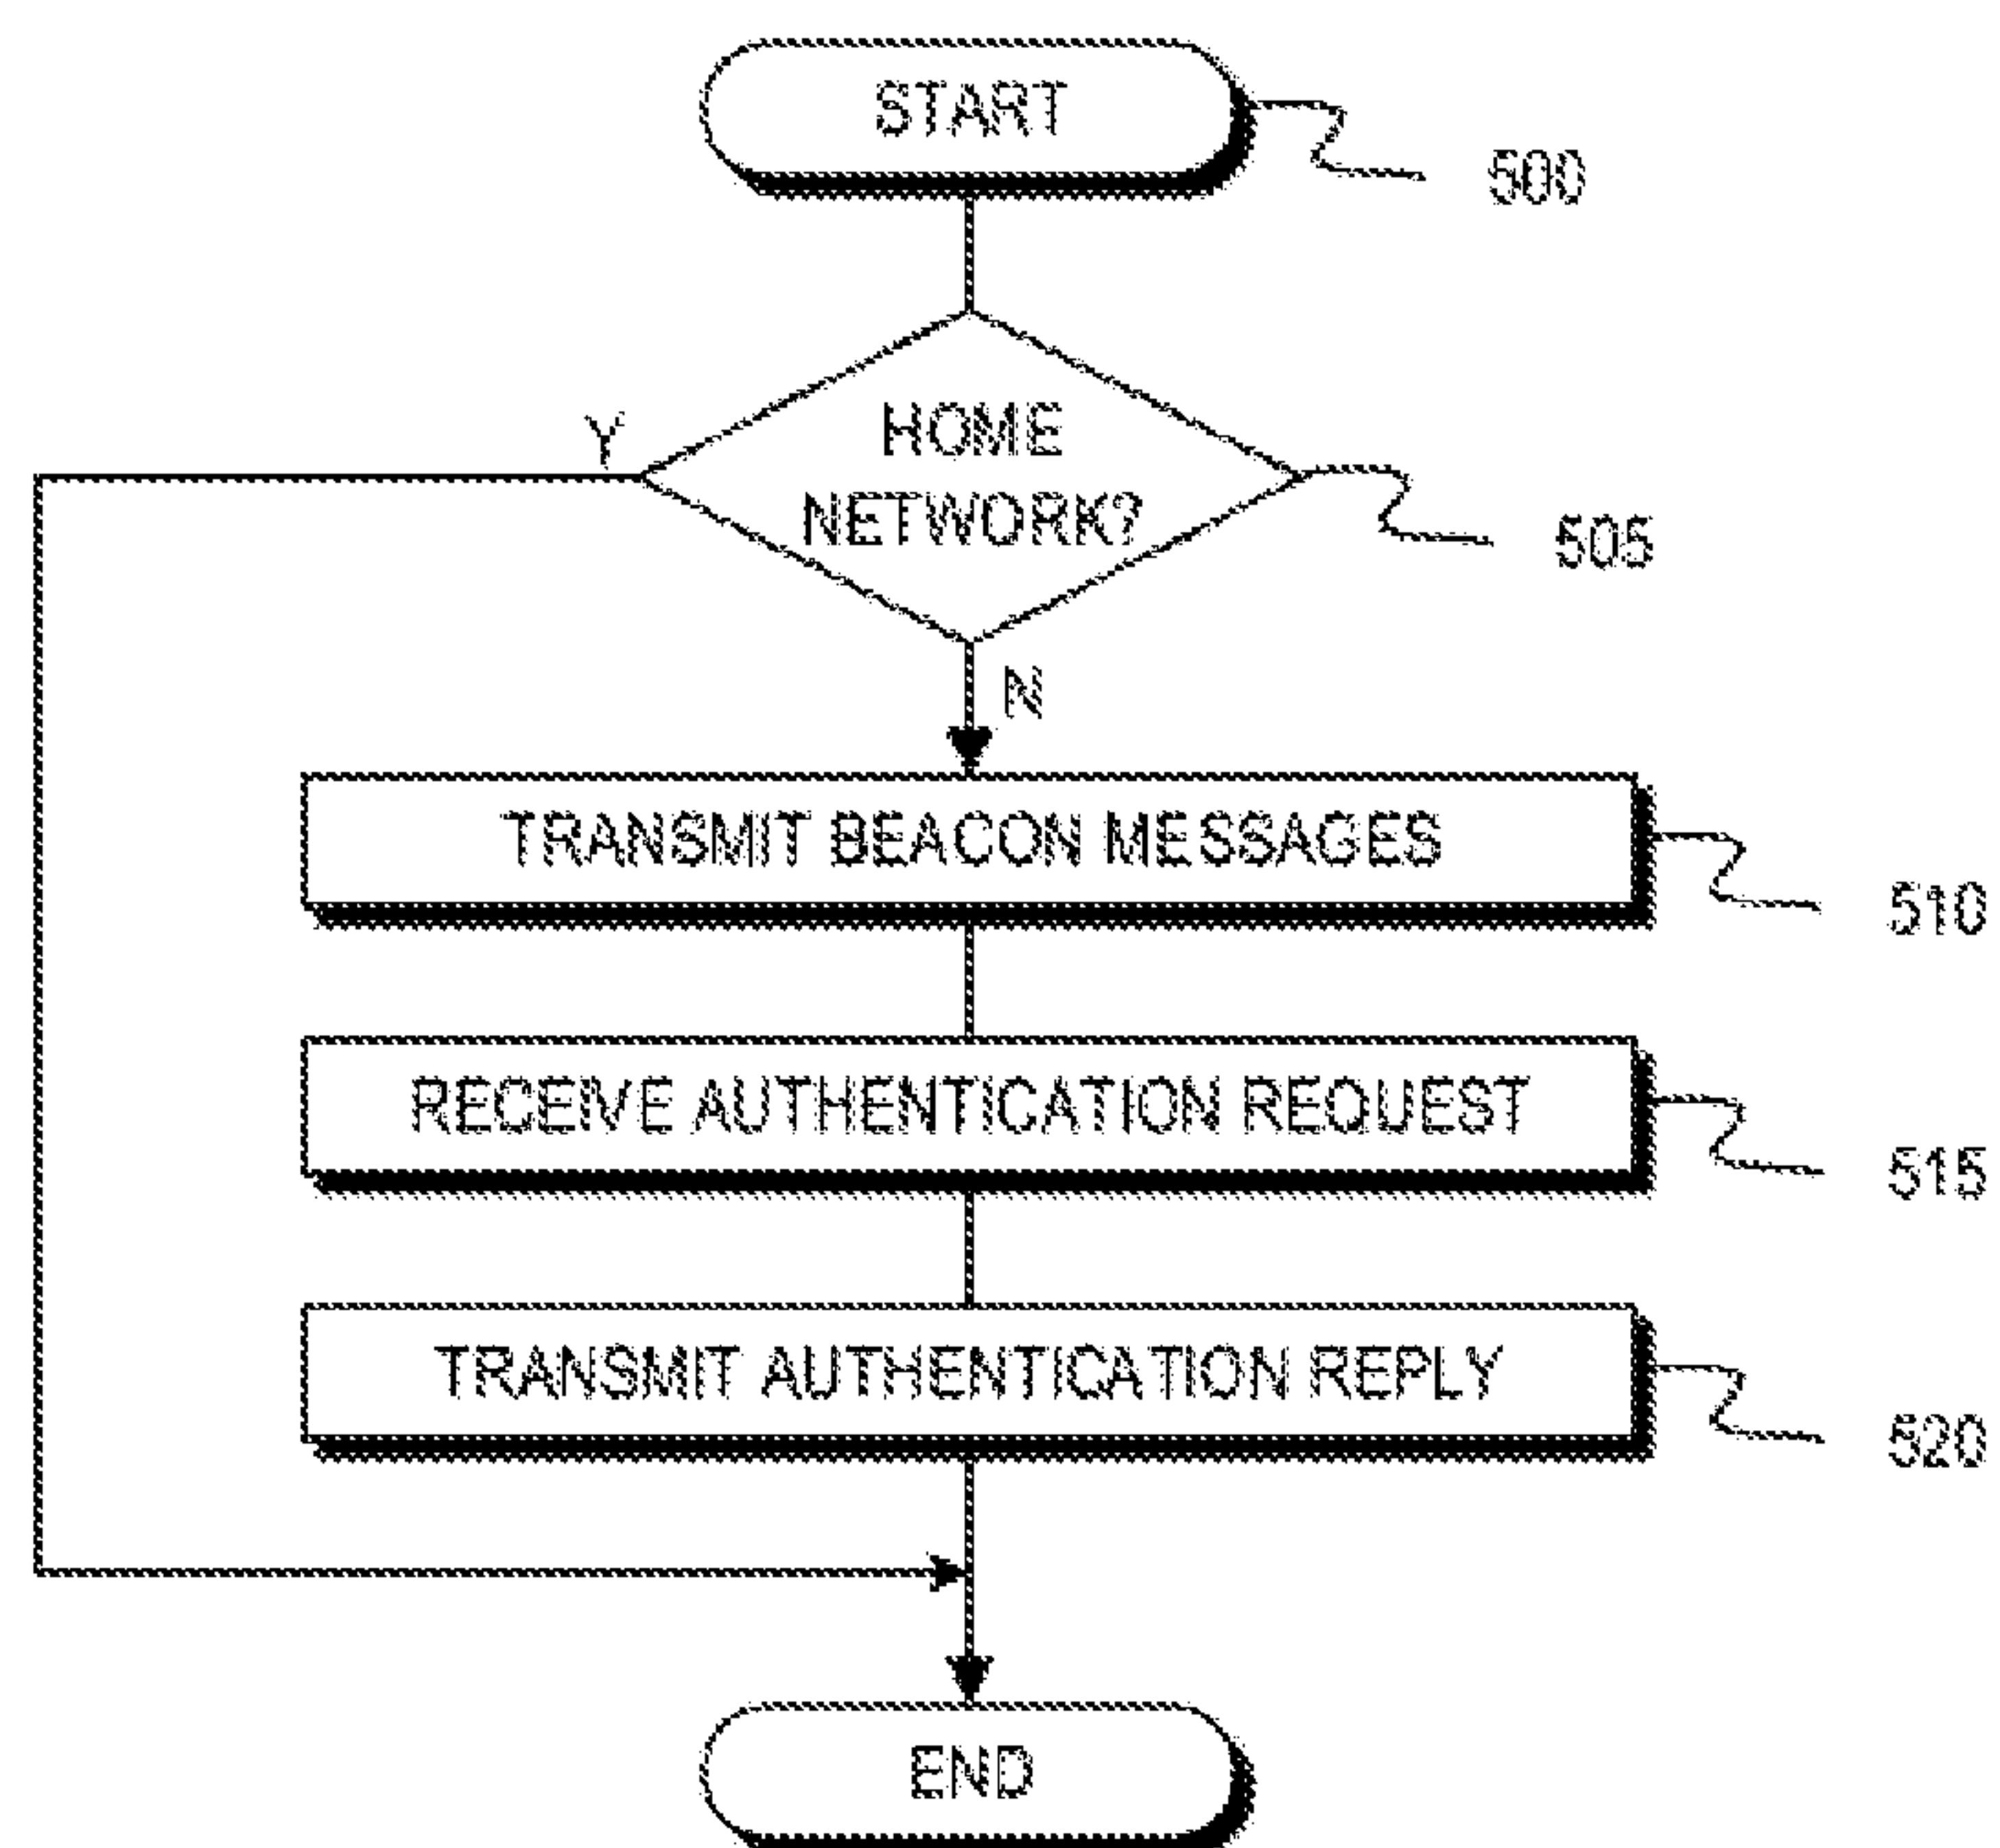 START
500
HOME
NETWORK?
505
Y
N
TRANSMIT BEACON MESSAGES
510
RECEIVE AUTHENTICATION REQUEST
515
TRANSMIT AUTHENTICATION REPLY
520
END